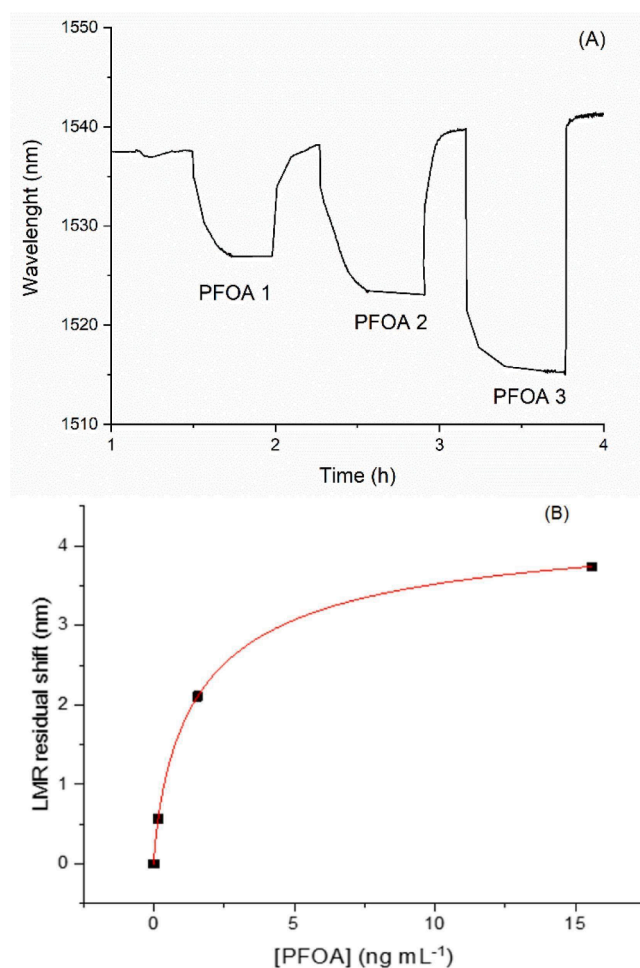 (A)
1550
1540
1530
1520
1510
Wavelenght (nm)
PFOA 1
PFOA 2
PFOA 3
1
2
3
4
Time (h)
(B)
4
3
2
1
0
LMR residual shift (nm)
0
5
10
15
[PFOA] (ng mL⁻¹)